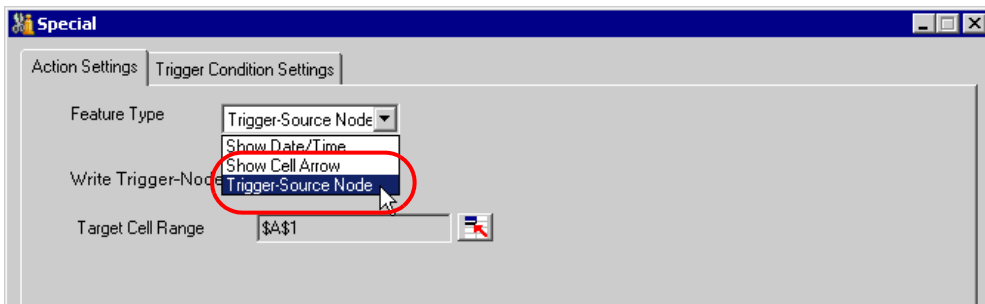 Special
Action Settings Trigger Condition Settings
Feature Type Trigger-Source Node
Show Date/Time
Show Cell Arrow
Write Trigger-Node Trigger-Source Node
Target Cell Range $A$1